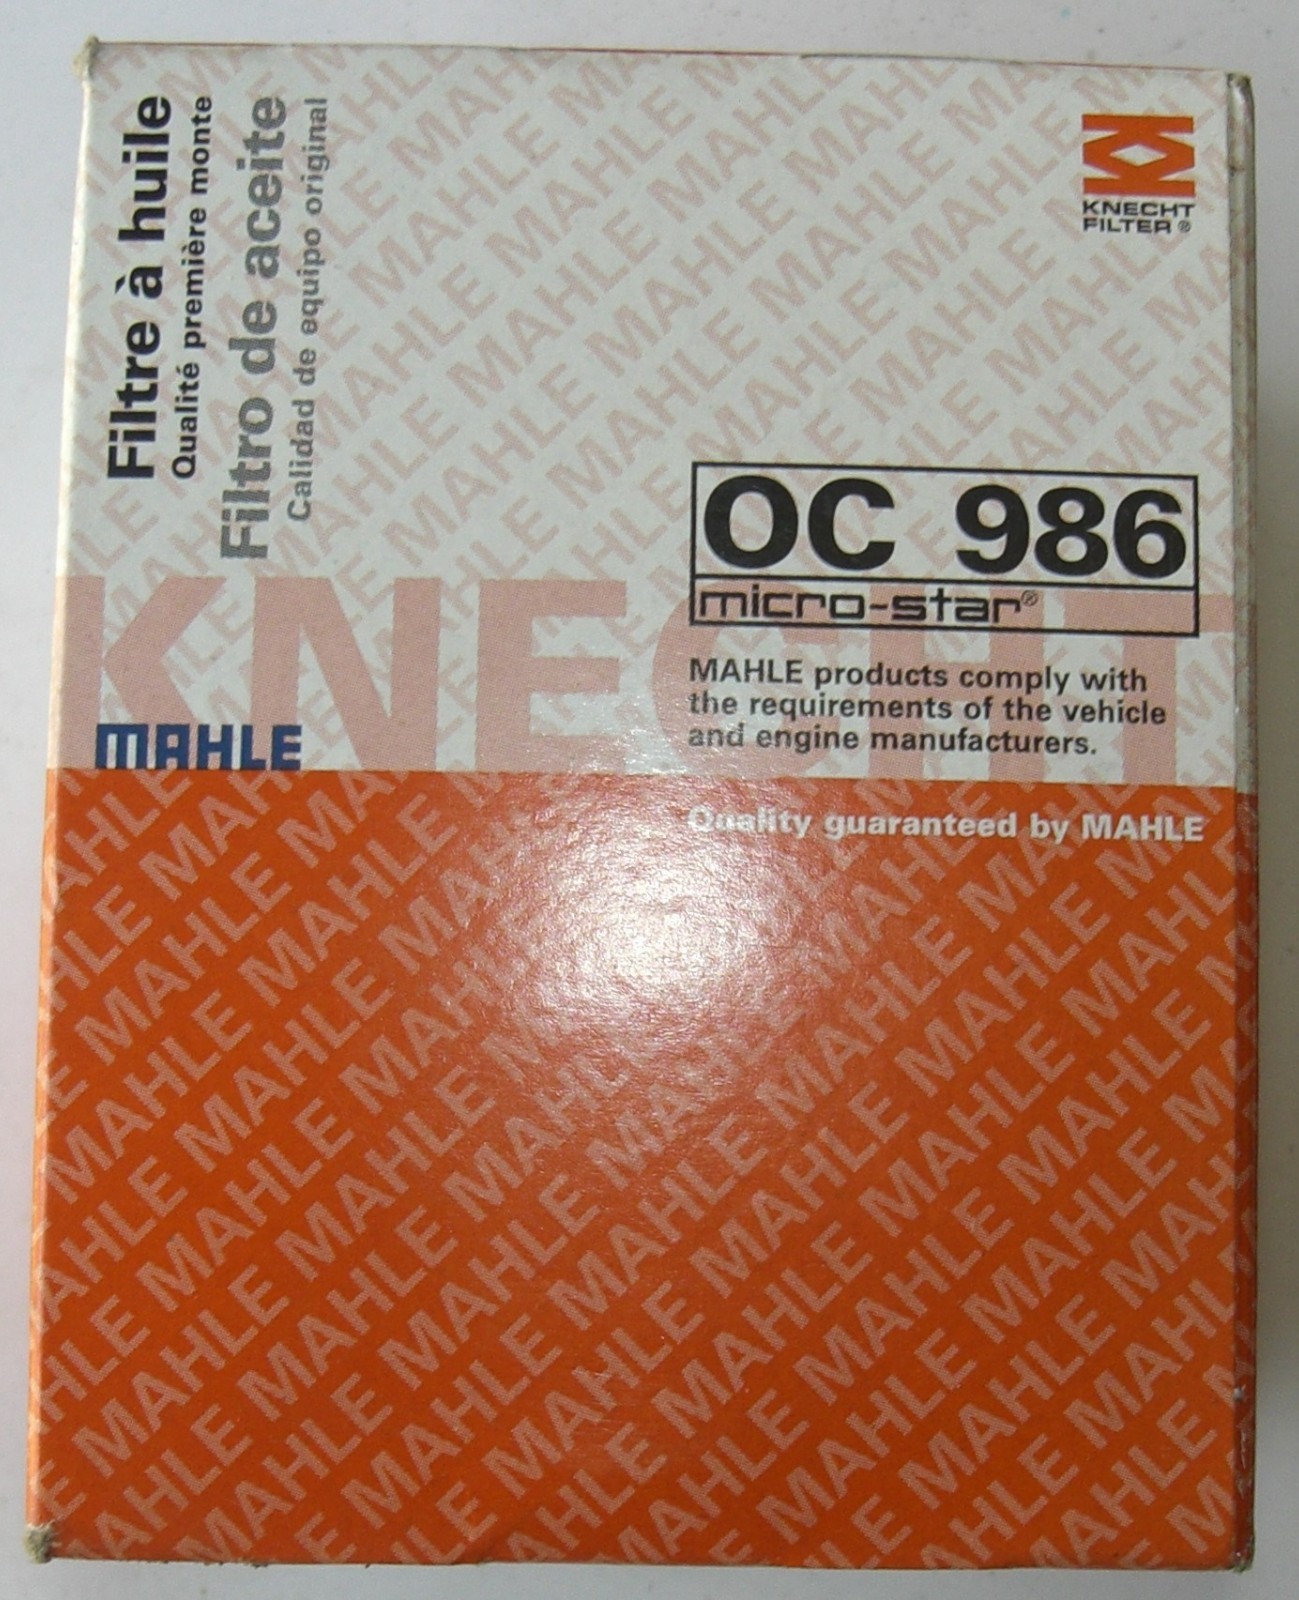 Filtre à huile
Qualité première monte
Filtro de aceite
Calidad de equipo original
KNECHT
FILTER®
OC 986
micro-star®
KNECHT
MAHLE products comply with
the requirements of the vehicle
and engine manufacturers.
MAHLE
Quality guaranteed by MAHLE